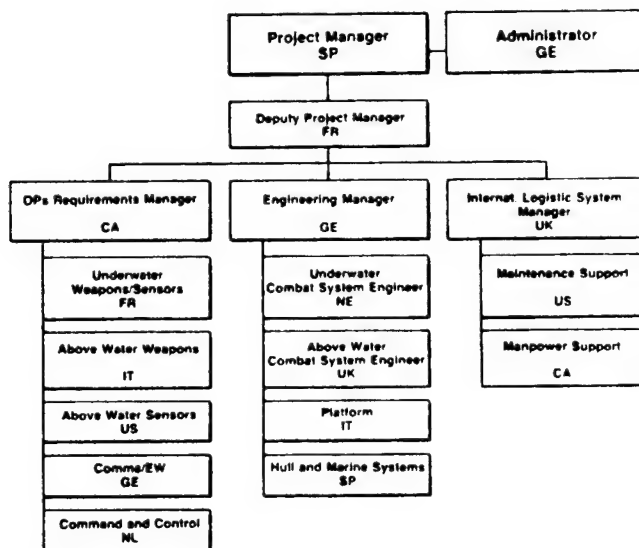 Project Manager
SP
Administrator
GE
Deputy Project Manager
FR
OPs Requirements Manager
CA
Engineering Manager
GE
Internat. Logistic System
Manager
UK
Underwater
Weapons/Sensors
FR
Above Water Weapons
IT
Above Water Sensors
US
Comms/EW
GE
Command and Control
NL
Underwater
Combat System Engineer
NE
Above Water
Combat System Engineer
UK
Platform
IT
Hull and Marine Systems
SP
Maintenance Support
US
Manpower Support
CA